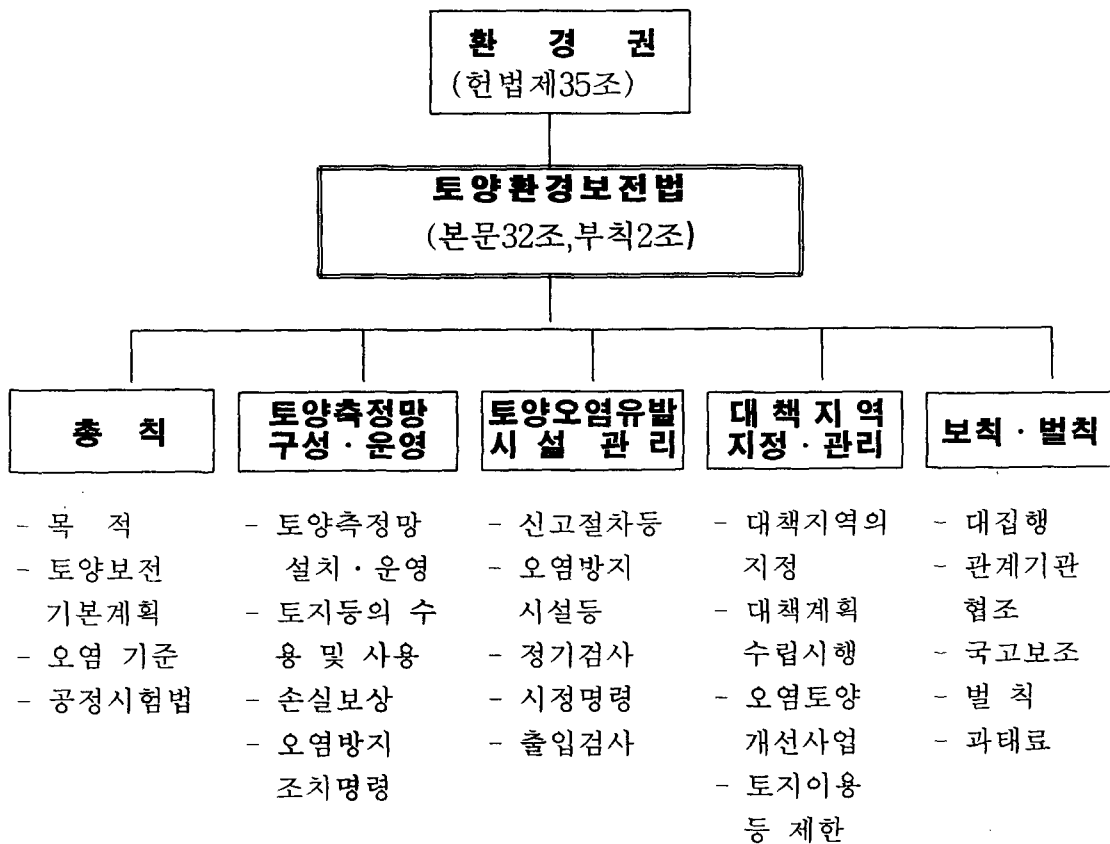 환 경 권
(헌법제35조)
토양환경보전법
(본문32조,부칙2조)
총 칙
- 목 적
- 토양보전
기본계획
- 오염 기준
- 공정시험법
토양측정망
구성·운영
- 토양측정망
설치·운영
- 토지등의 수
용 및 사용
- 손실보상
- 오염방지
조치명령
토양오염유발
시 설 관 리
- 신고절차등
- 오염방지
시설등
- 정기검사
- 시정명령
- 출입검사
대 책 지 역
지정·관리
- 대책지역의
지정
- 대책계획
수립시행
- 오염토양
개선사업
- 토지이용
등 제한
보칙·벌칙
- 대집행
- 관계기관
협조
- 국고보조
- 벌 칙
- 과태료